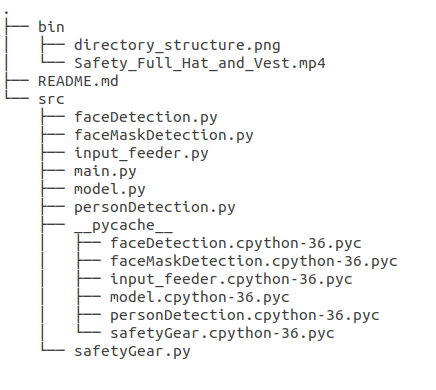 .
├── bin
│   ├── directory_structure.png
│   └── Safety_Full_Hat_and_Vest.mp4
├── README.md
└── src
    ├── faceDetection.py
    ├── faceMaskDetection.py
    ├── input_feeder.py
    ├── main.py
    ├── model.py
    ├── personDetection.py
    ├── __pycache__
    │   ├── faceDetection.cpython-36.pyc
    │   ├── faceMaskDetection.cpython-36.pyc
    │   ├── input_feeder.cpython-36.pyc
    │   ├── model.cpython-36.pyc
    │   ├── personDetection.cpython-36.pyc
    │   └── safetyGear.cpython-36.pyc
    └── safetyGear.py